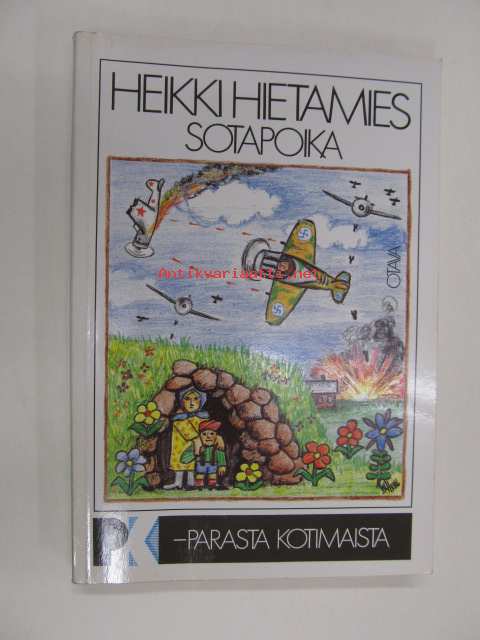 HEIKKI HIETAMIES
SOTAPOIKA
Antikvariaatti.net
OTAVA
PK
–PARASTA KOTIMAISTA